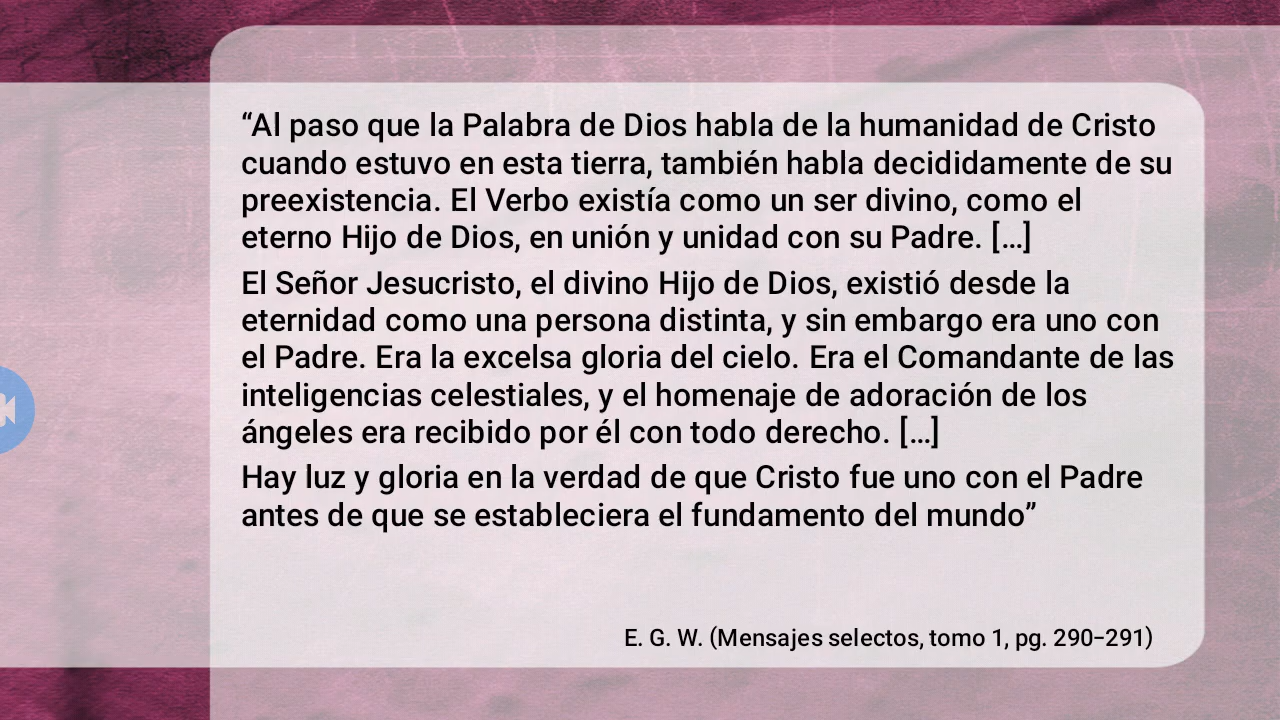 “Al paso que la Palabra de Dios habla de la humanidad de Cristo
cuando estuvo en esta tierra, también habla decididamente de su
preexistencia. El Verbo existía como un ser divino, como el
eterno Hijo de Dios, en unión y unidad con su Padre. [...]
El Señor Jesucristo, el divino Hijo de Dios, existió desde la
eternidad como una persona distinta, y sin embargo era uno con
el Padre. Era la excelsa gloria del cielo. Era el Comandante de las
inteligencias celestiales, y el homenaje de adoración de los
ángeles era recibido por él con todo derecho. [...]
Hay luz y gloria en la verdad de que Cristo fue uno con el Padre
antes de que se estableciera el fundamento del mundo”
E. G. W. (Mensajes selectos, tomo 1, pg. 290–291)